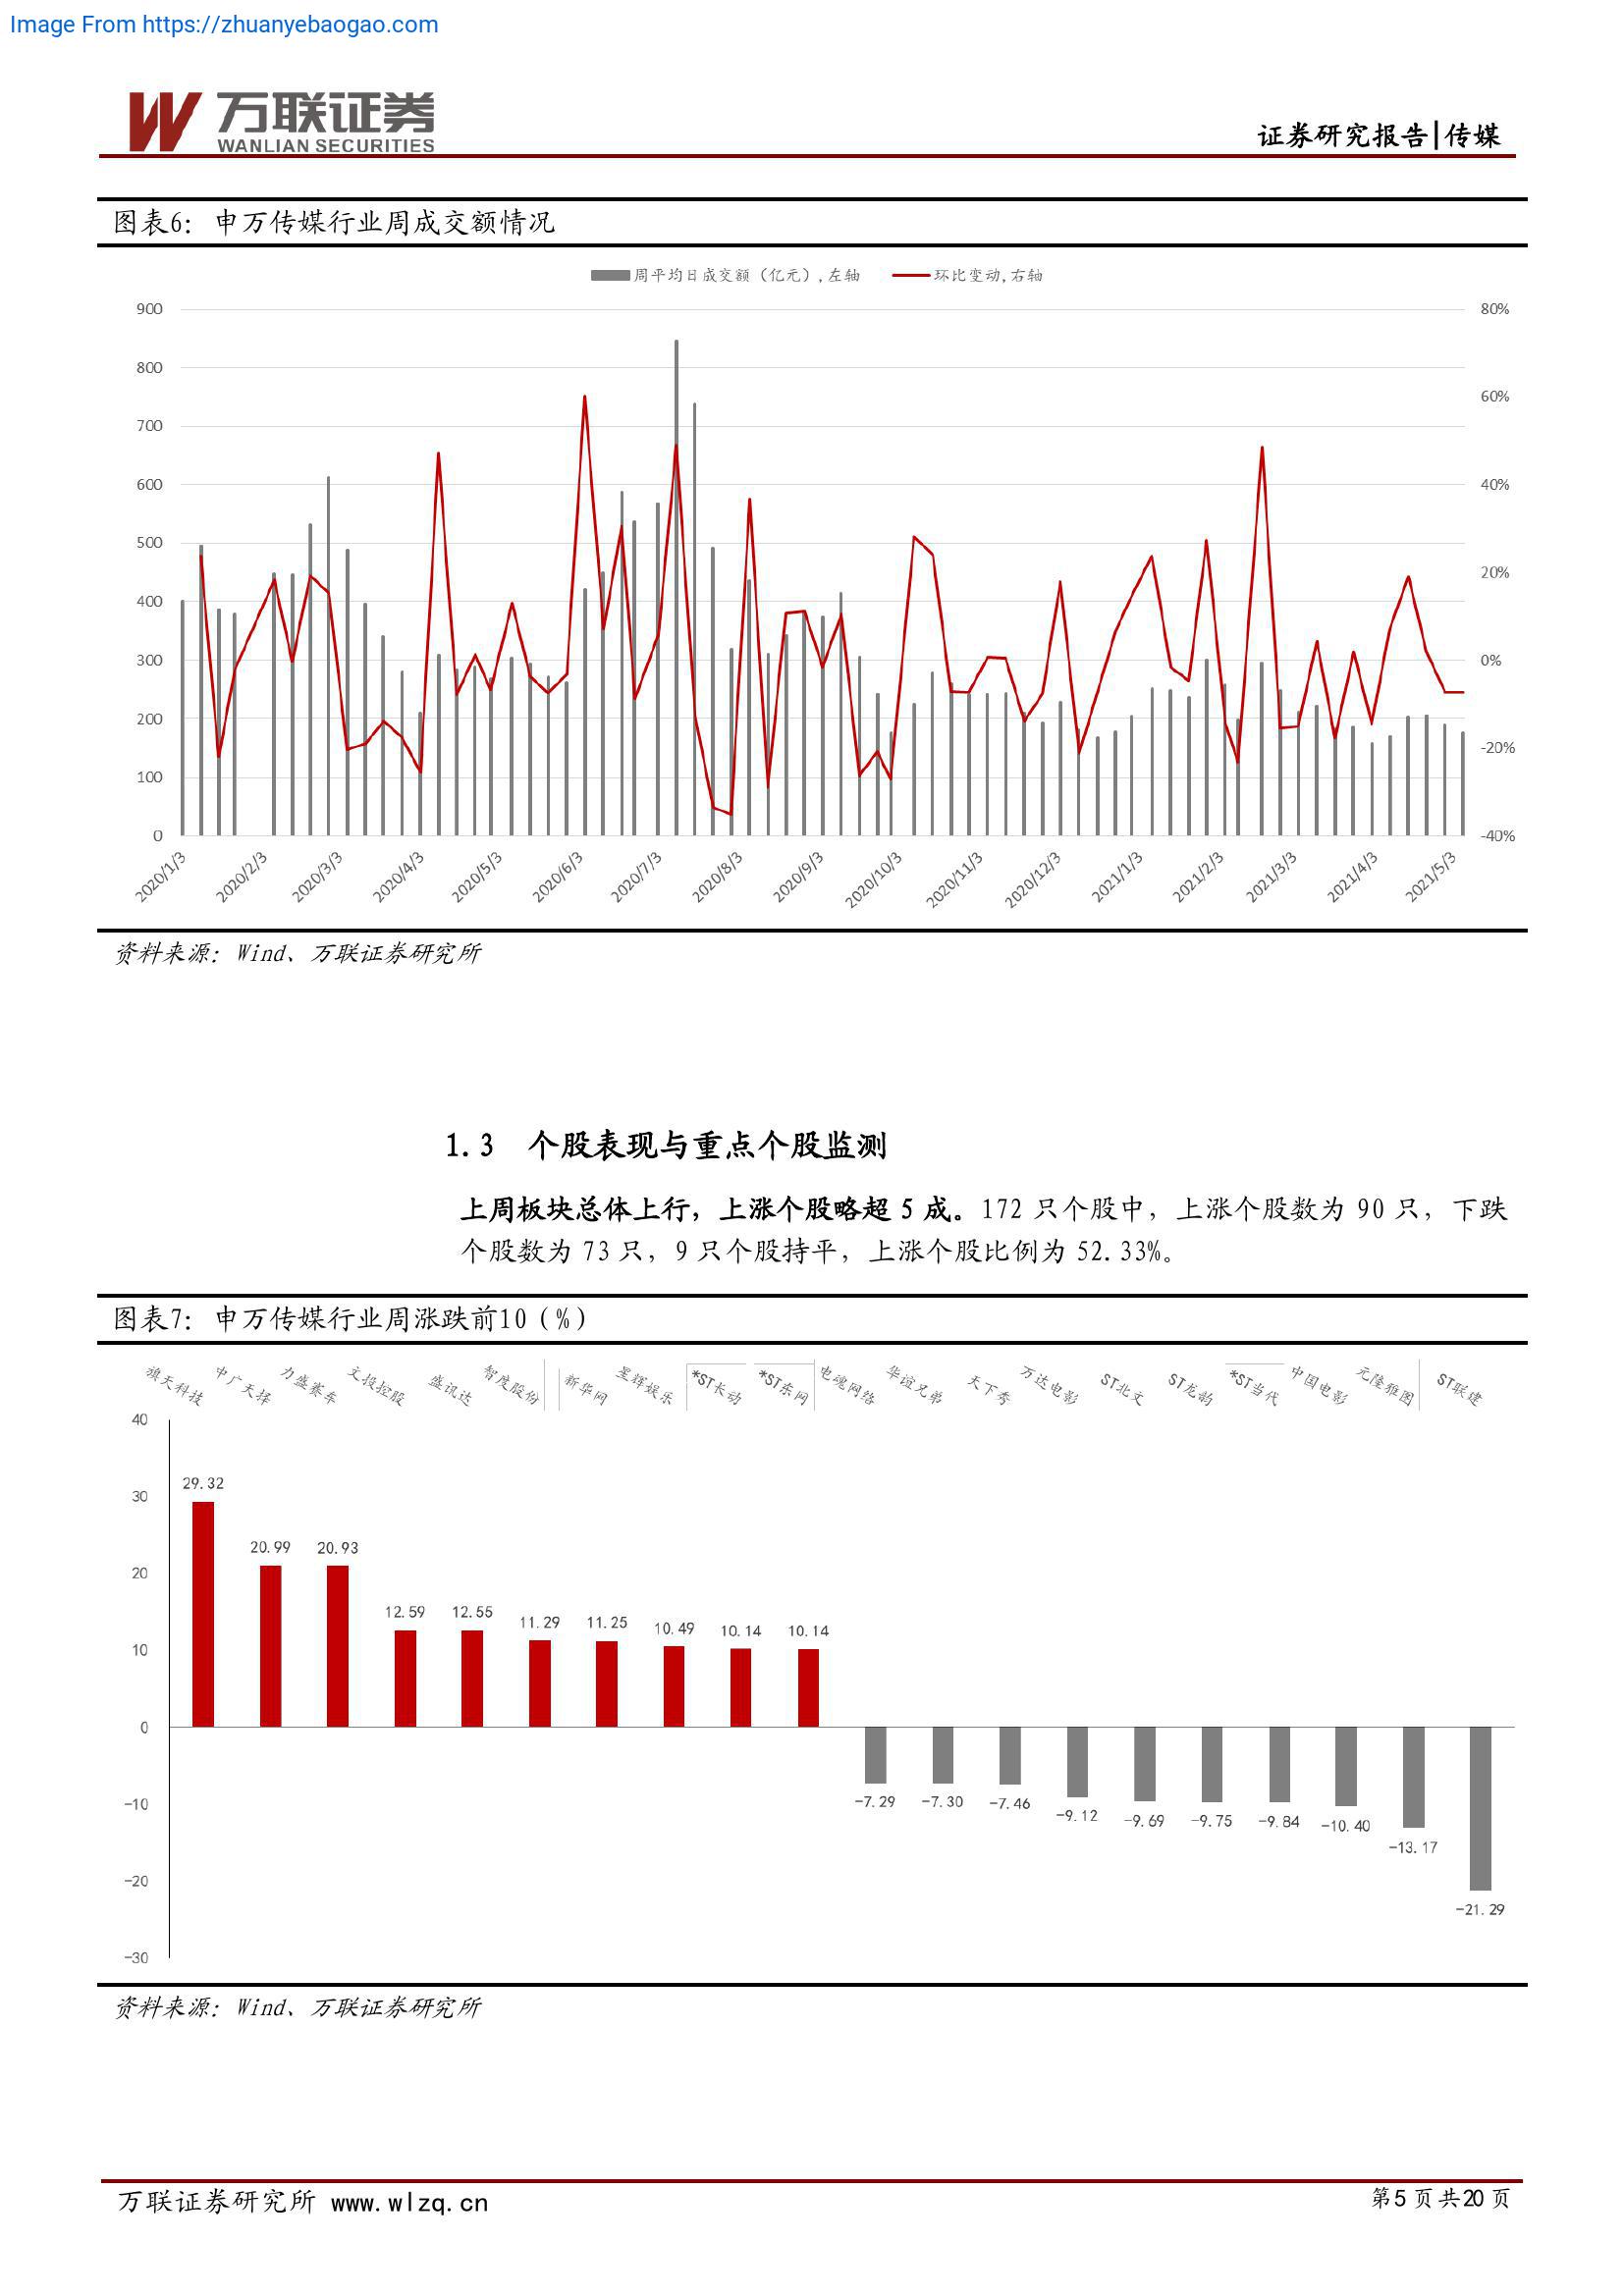 Image From https://zhuanyebaogao.com
万联证券
WANLIAN SECURITIES
证券研究报告|传媒
图表6： 申万传媒行业周成交额情况
周平均日成交额（亿元）,左轴 环比变动,右轴
900 80%
800
700 60%
600 40%
500
400 20%
300 0%
200
100 -20%
0 -40%
2020/1/3 2020/2/3 2020/3/3 2020/4/3 2020/5/3 2020/6/3 2020/7/3 2020/8/3 2020/9/3 2020/10/3 2020/11/3 2020/12/3 2021/1/3 2021/2/3 2021/3/3 2021/4/3 2021/5/3
资料来源：Wind、万联证券研究所
1.3 个股表现与重点个股监测
上周板块总体上行，上涨个股略超 5 成。172 只个股中，上涨个股数为 90 只，下跌
个股数为 73 只，9 只个股持平，上涨个股比例为 52.33%。
图表7： 申万传媒行业周涨跌前10（%）
旗天科技 中广天择 力盛赛车 文投控股 盛讯达 智度股份 新华网 星辉娱乐 *ST长动 *ST东网 电魂网络 华谊兄弟 天下秀 万达电影 ST北文 ST龙韵 *ST当代 中国电影 元隆雅图 ST联建
40
30
20
10
0
-10
-20
-30
29.32 20.99 20.93 12.59 12.55 11.29 11.25 10.49 10.14 10.14
-7.29 -7.30 -7.46 -9.12 -9.69 -9.75 -9.84 -10.40 -13.17 -21.29
资料来源：Wind、万联证券研究所
万联证券研究所 www.wlzq.cn
第5 页 共20 页